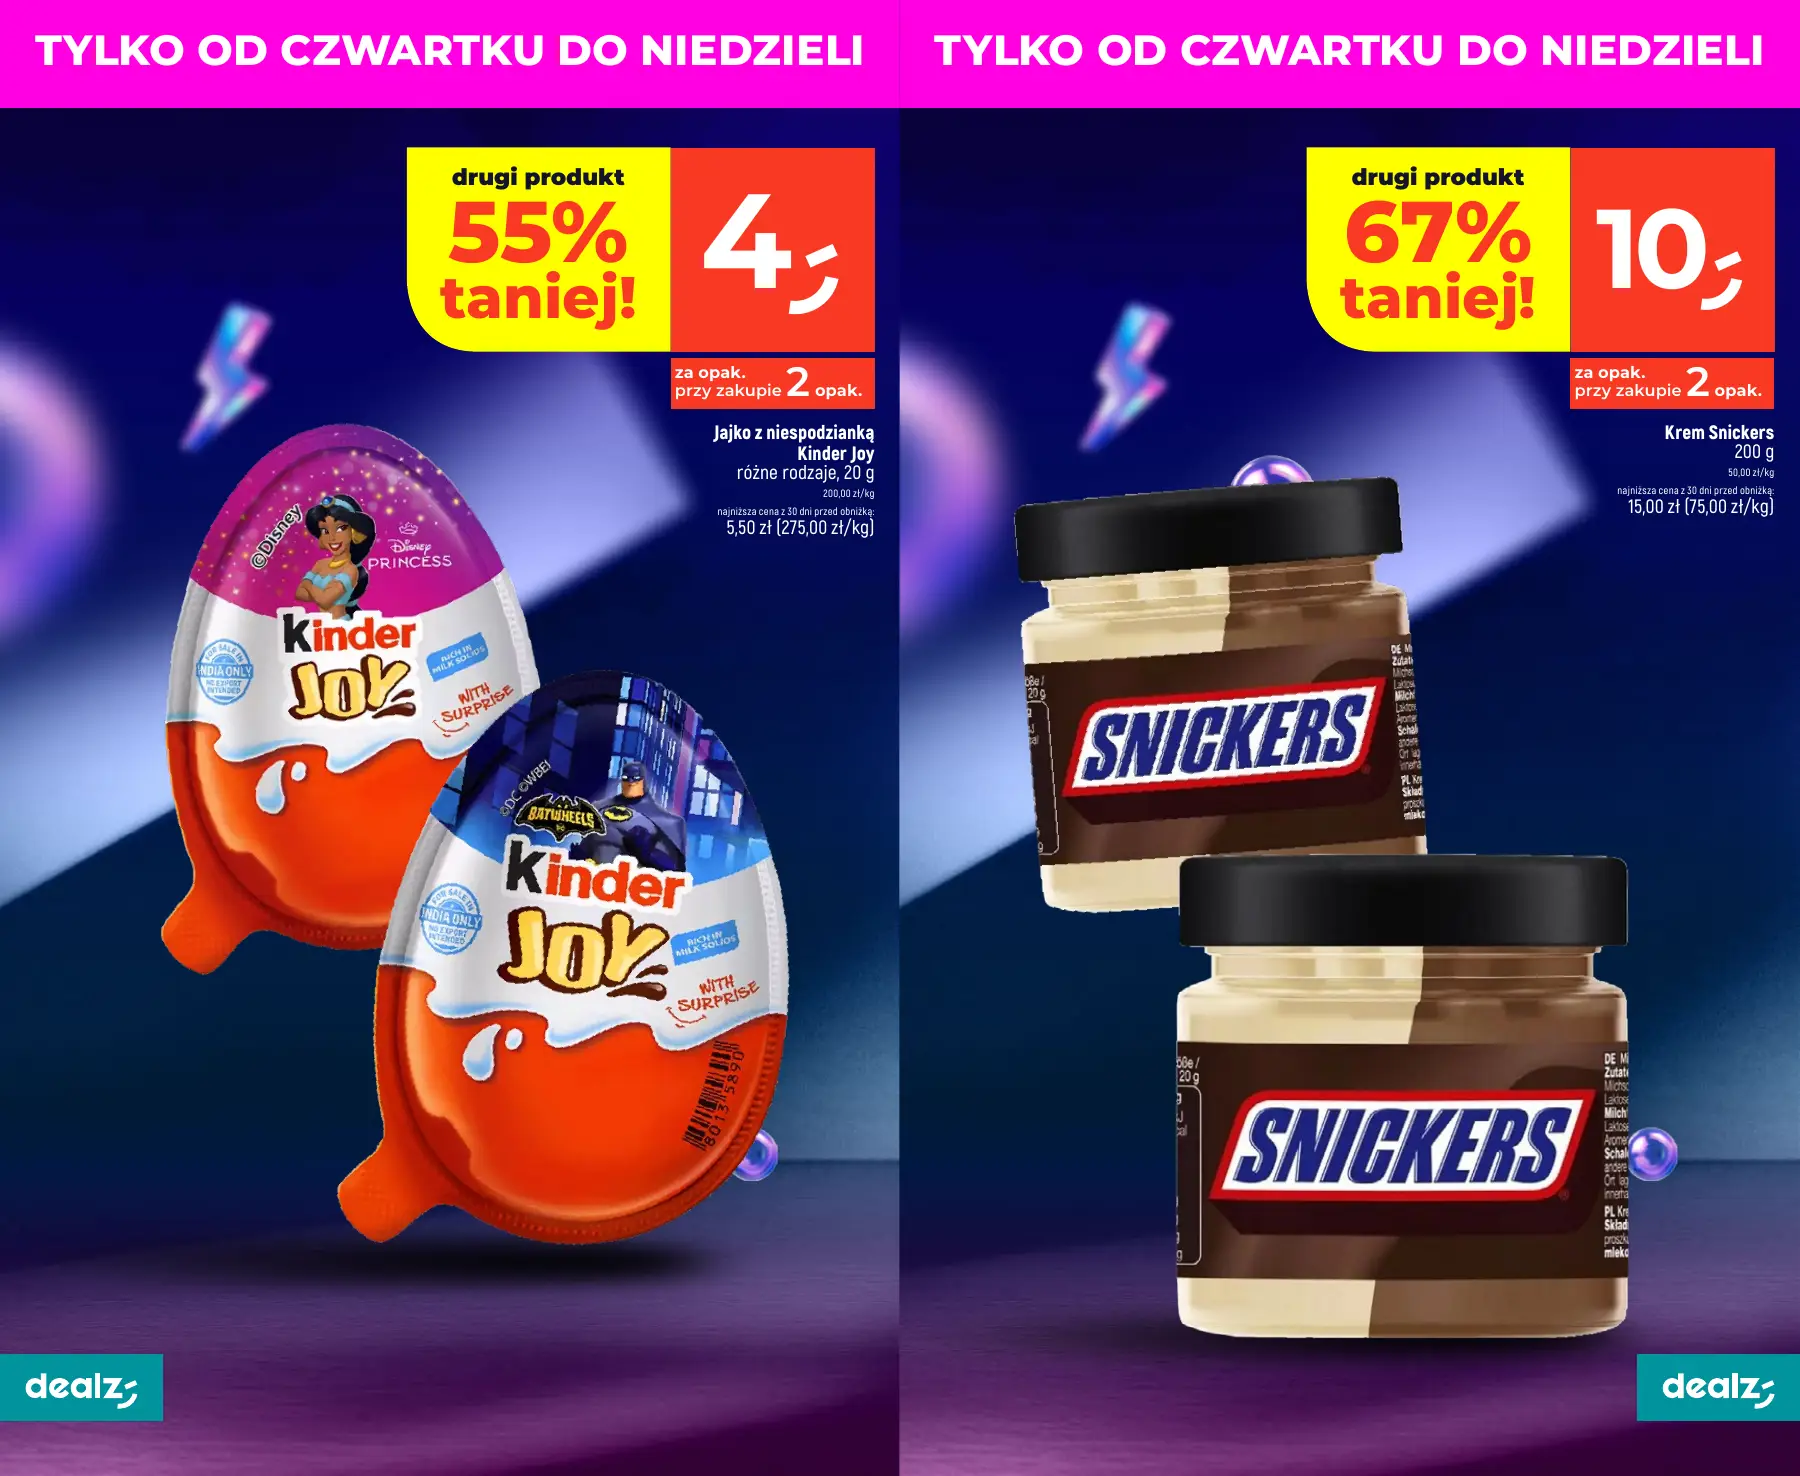 TYLKO OD CZWARTKU DO NIEDZIELI
drugi produkt
55%
taniej!
4,-
za opak.
przy zakupie 2 opak.
Jajko z niespodzianką
Kinder Joy
różne rodzaje, 20 g
200,00 zł/kg
najniższa cena z 30 dni przed obniżką:
5,50 zł (275,00 zł/kg)
©Disney
Disney
PRINCESS
Kinder
JOY
FOR SALE IN
INDIA ONLY
NO EXPORT
INTENDED
RICH IN
MILK SOLIDS
WITH
SURPRISE
©DC ©WBEI
BATWHEELS
Kinder
JOY
FOR SALE IN
INDIA ONLY
NO EXPORT
INTENDED
RICH IN
MILK SOLIDS
WITH
SURPRISE
8013 5890
dealz
TYLKO OD CZWARTKU DO NIEDZIELI
drugi produkt
67%
taniej!
10,-
za opak.
przy zakupie 2 opak.
Krem Snickers
200 g
50,00 zł/kg
najniższa cena z 30 dni przed obniżką:
15,00 zł (75,00 zł/kg)
SNICKERS
20 g
SNICKERS
20 g
DE
PL
dealz